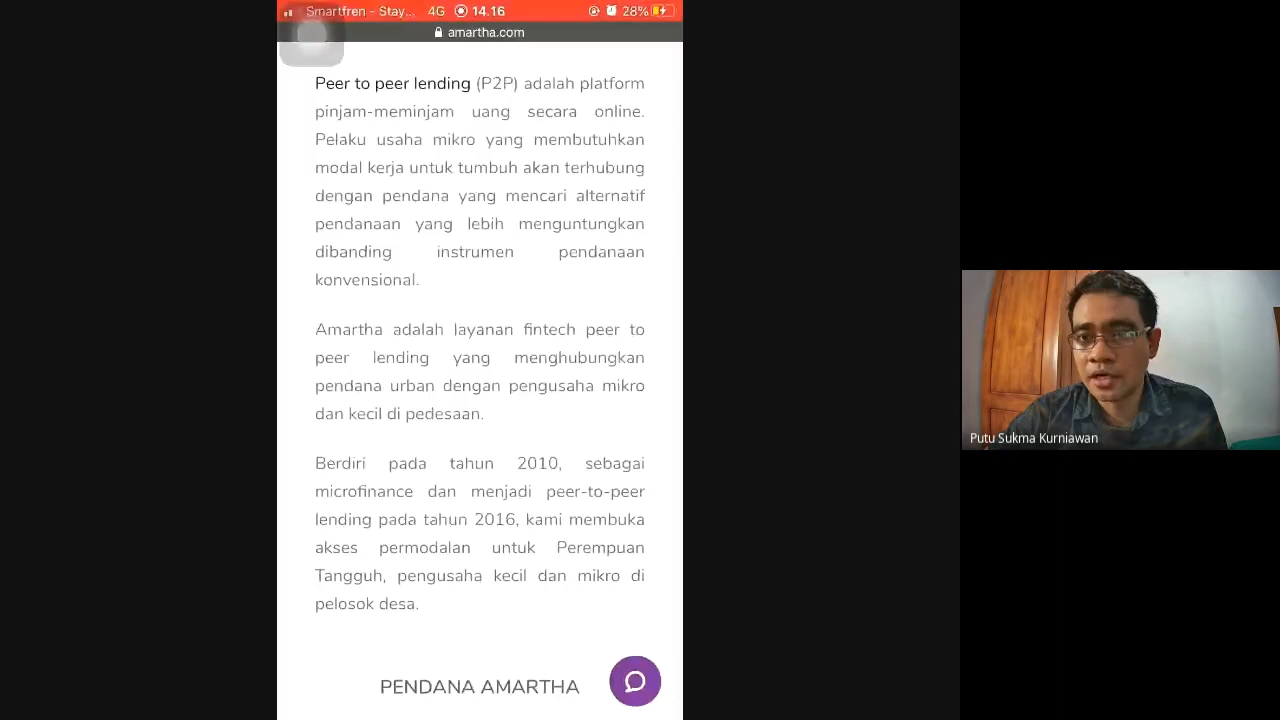 Smartfren - Stay... 4G 14.16 28%
amartha.com
Peer to peer lending (P2P) adalah platform
pinjam-meminjam uang secara online.
Pelaku usaha mikro yang membutuhkan
modal kerja untuk tumbuh akan terhubung
dengan pendana yang mencari alternatif
pendanaan yang lebih menguntungkan
dibanding instrumen pendanaan
konvensional.
Amartha adalah layanan fintech peer to
peer lending yang menghubungkan
pendana urban dengan pengusaha mikro
dan kecil di pedesaan.
Berdiri pada tahun 2010, sebagai
microfinance dan menjadi peer-to-peer
lending pada tahun 2016, kami membuka
akses permodalan untuk Perempuan
Tangguh, pengusaha kecil dan mikro di
pelosok desa.
PENDANA AMARTHA
Putu Sukma Kurniawan